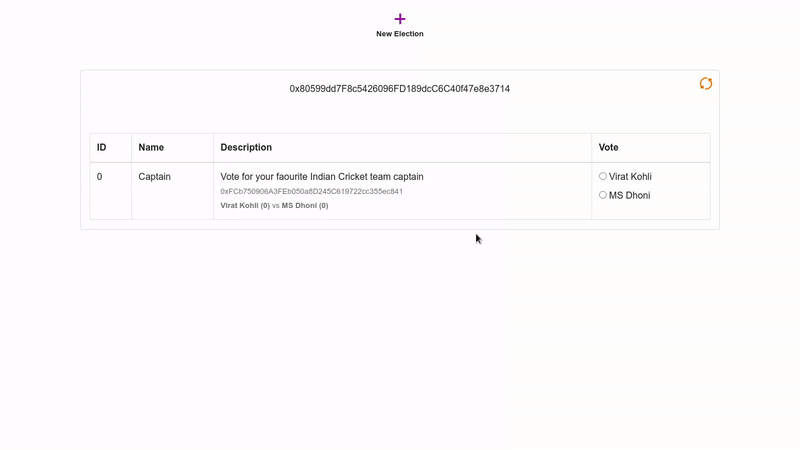 New Election
0x80599dd7F8c5426096FD189dcC6C40f47e8e3714
ID Name Description Vote
0 Captain Vote for your faourite Indian Cricket team captain Virat Kohli
0xFCb750906A3FEb050a8D245C619722cc355ec841
MS Dhoni
Virat Kohli (0) vs MS Dhoni (0)